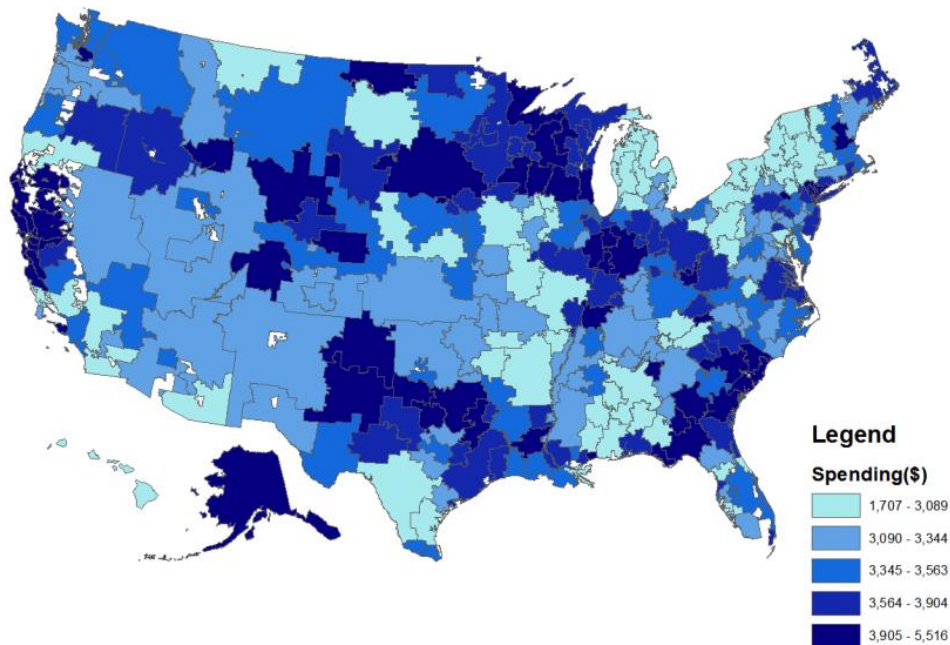 Legend
Spending($)
1,707 - 3,089
3,090 - 3,344
3,345 - 3,563
3,564 - 3,904
3,905 - 5,516